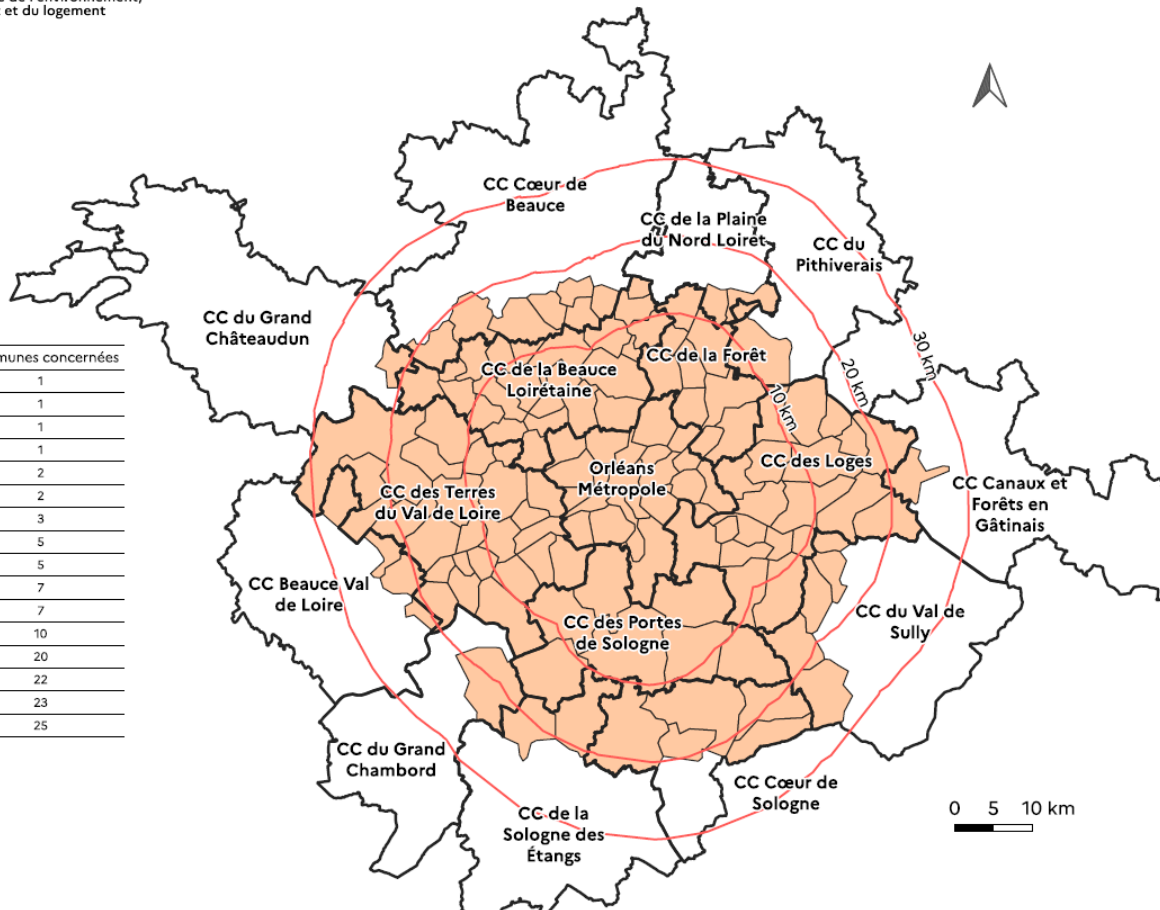 et du logement
CC Cœur de
Beauce
CC de la Plaine
du Nord Loiret
CC du
Pithiverais
CC du Grand
Châteaudun
30 km
CC de la Forêt
20 km
CC de la Beauce
Loirétaine
10 km
communes concernées
1
1
1
1
2
2
3
5
5
7
7
10
20
22
23
25
CC des Loges
Orléans
Métropole
CC des Terres
du Val de Loire
CC Canaux et
Forêts en
Gâtinais
CC Beauce Val
de Loire
CC du Val de
Sully
CC des Portes
de Sologne
CC du Grand
Chambord
CC Cœur de
Sologne
CC de la
Sologne des
Étangs
0 5 10 km